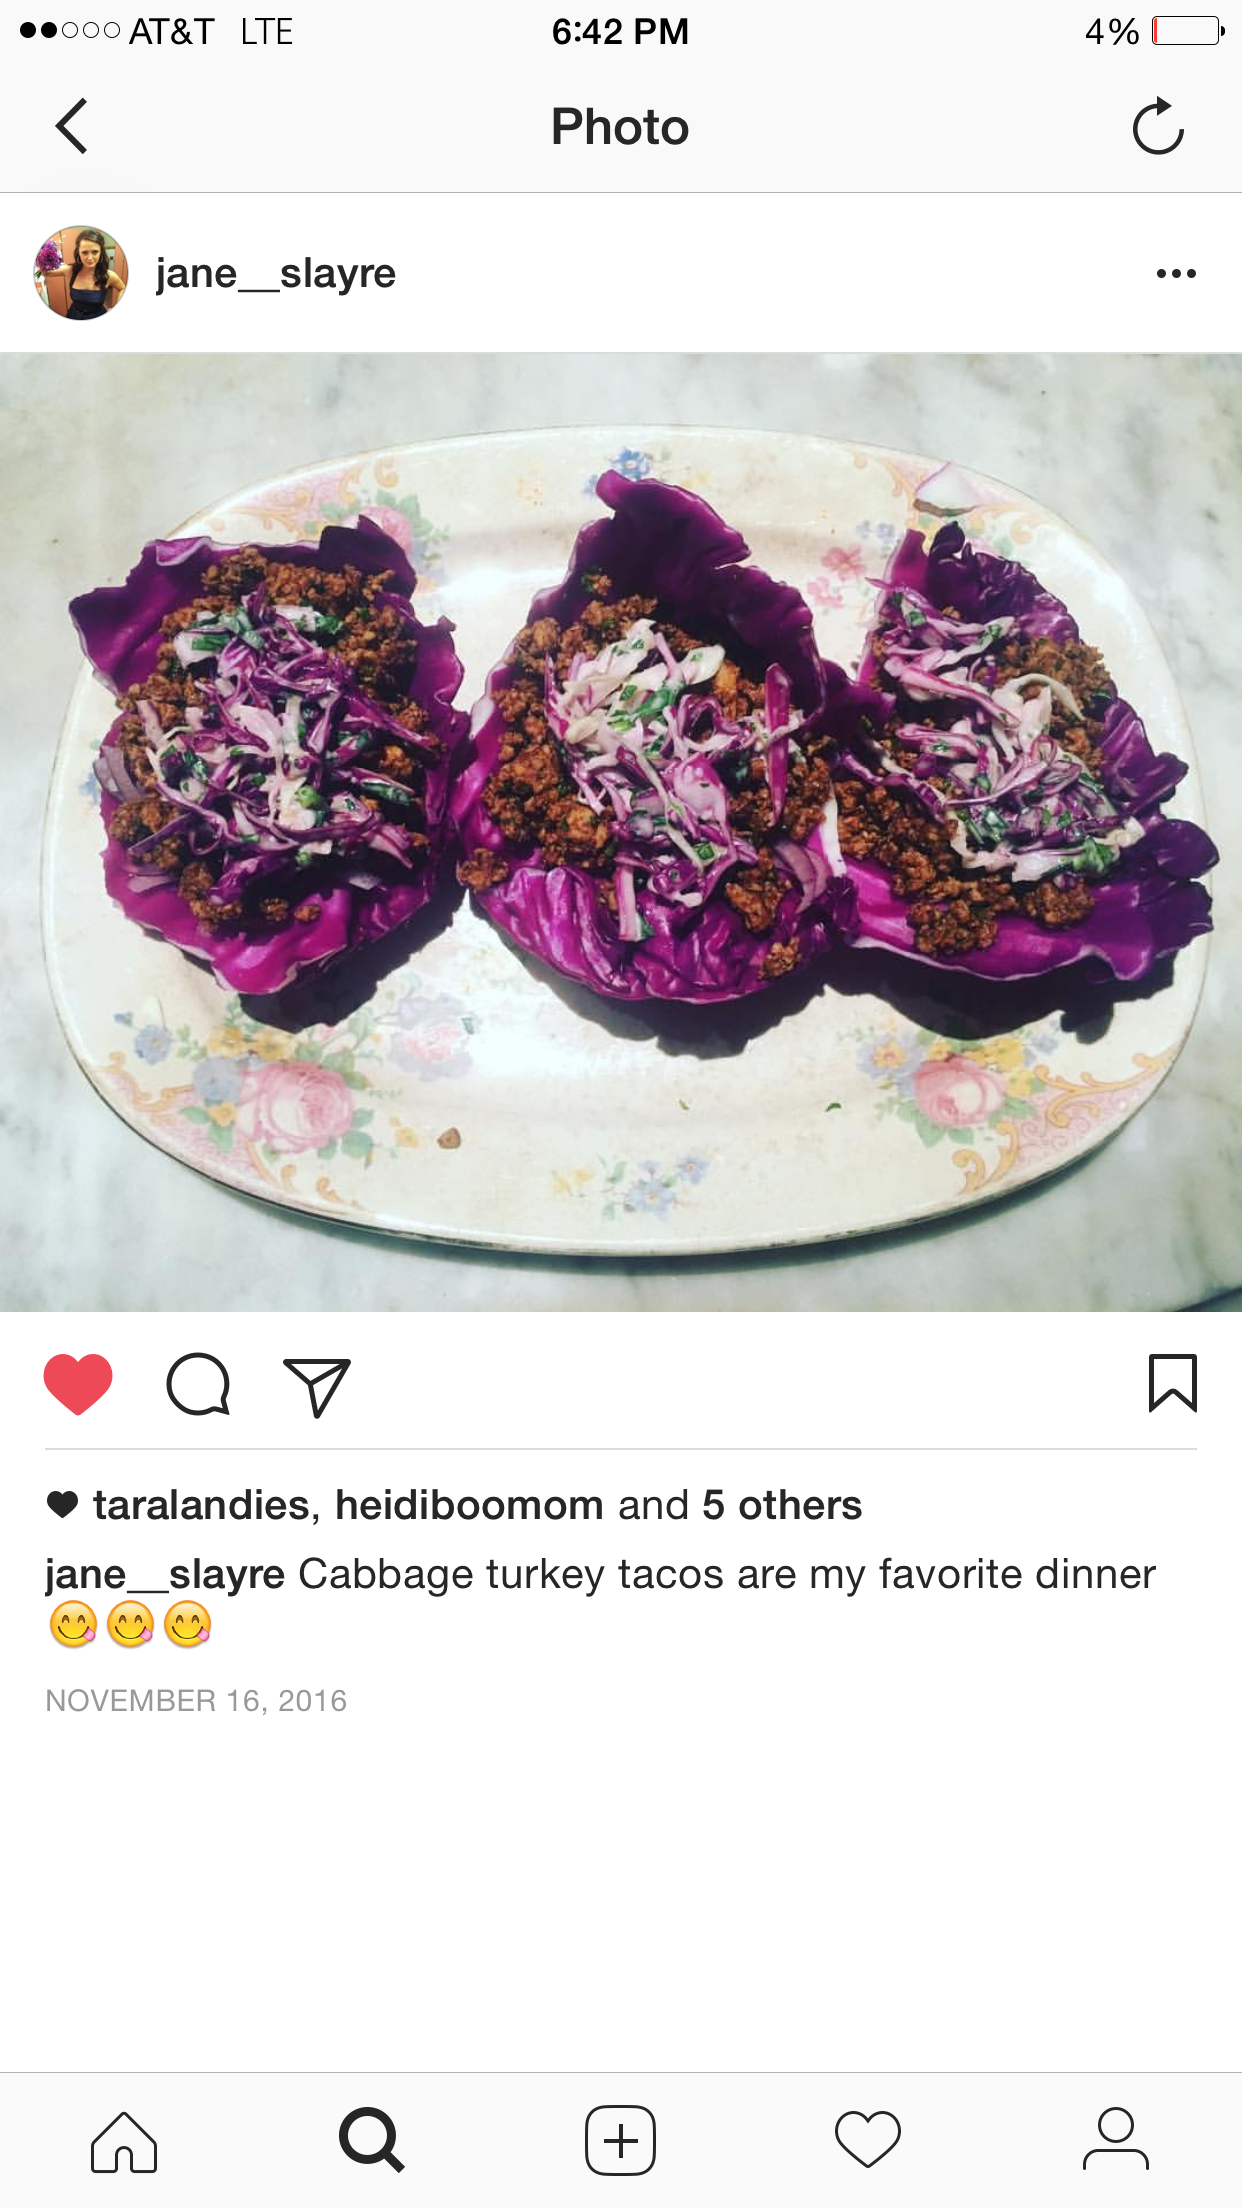 AT&T LTE 6:42 PM 4%
Photo
jane__slayre
taralandies, heidiboomom and 5 others
jane__slayre Cabbage turkey tacos are my favorite dinner
😋😋😋
NOVEMBER 16, 2016